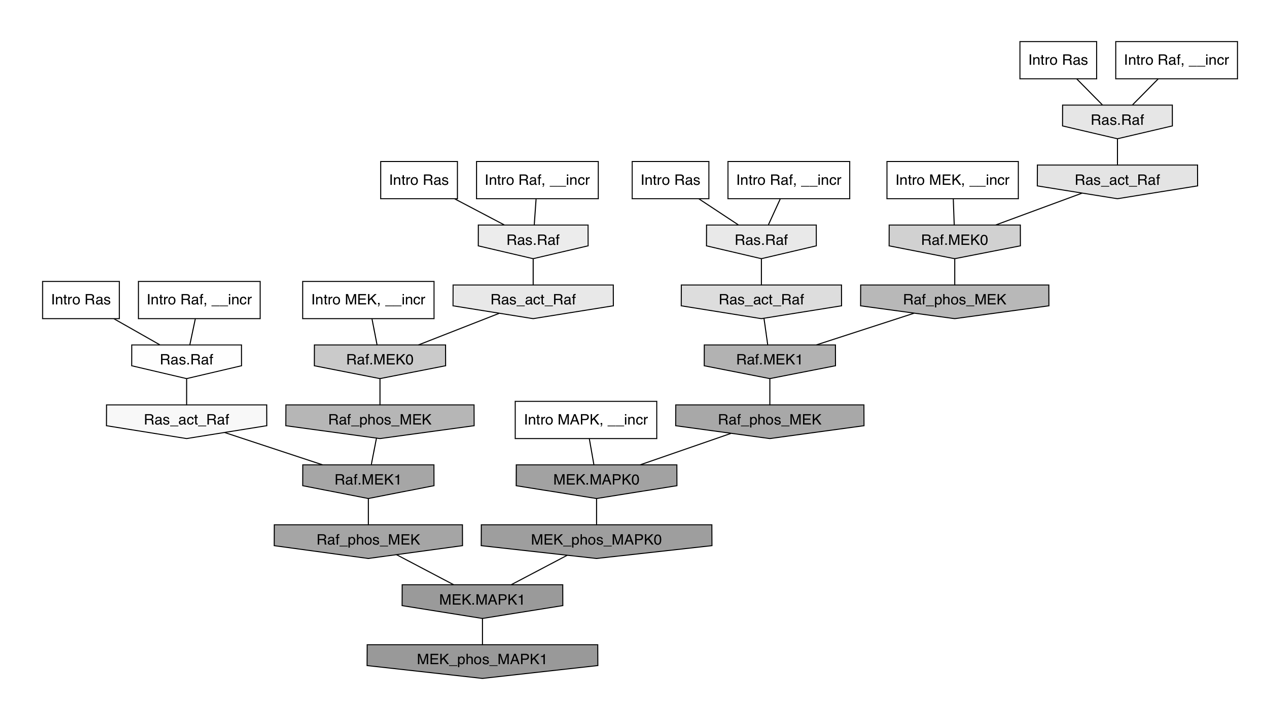 Intro Ras
Intro Raf, __incr
Ras.Raf
Intro Ras
Intro Raf, __incr
Intro Ras
Intro Raf, __incr
Intro MEK, __incr
Ras_act_Raf
Ras.Raf
Ras.Raf
Raf.MEK0
Intro Ras
Intro Raf, __incr
Intro MEK, __incr
Ras_act_Raf
Ras_act_Raf
Raf_phos_MEK
Ras.Raf
Raf.MEK0
Raf.MEK1
Ras_act_Raf
Raf_phos_MEK
Intro MAPK, __incr
Raf_phos_MEK
Raf.MEK1
MEK.MAPK0
Raf_phos_MEK
MEK_phos_MAPK0
MEK.MAPK1
MEK_phos_MAPK1